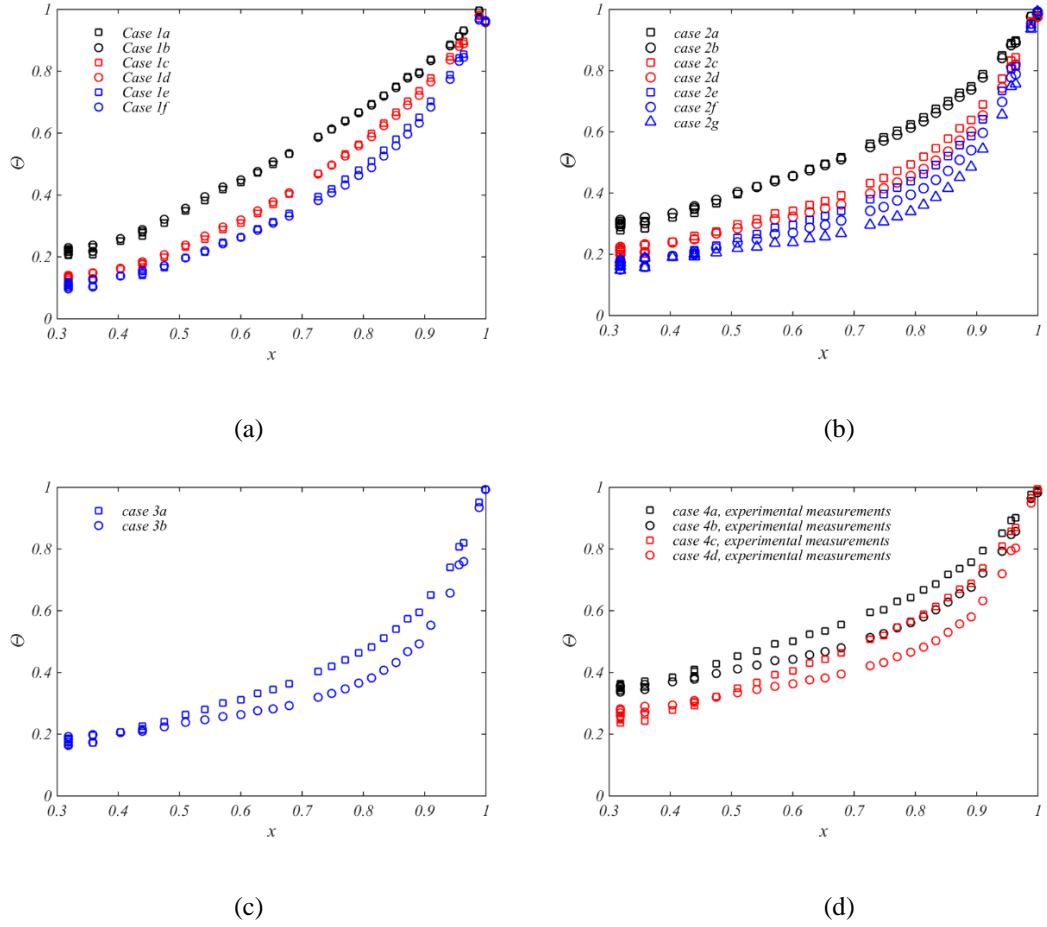 1
0.8
0.6
0.4
0.2
0
Θ
Case 1a
Case 1b
Case 1c
Case 1d
Case 1e
Case 1f
0.3 0.4 0.5 0.6 0.7 0.8 0.9 1
x
(a)
1
0.8
0.6
0.4
0.2
0
Θ
case 2a
case 2b
case 2c
case 2d
case 2e
case 2f
case 2g
0.3 0.4 0.5 0.6 0.7 0.8 0.9 1
x
(b)
1
0.8
0.6
0.4
0.2
0
Θ
case 3a
case 3b
0.3 0.4 0.5 0.6 0.7 0.8 0.9 1
x
(c)
1
0.8
0.6
0.4
0.2
0
Θ
case 4a, experimental measurements
case 4b, experimental measurements
case 4c, experimental measurements
case 4d, experimental measurements
0.3 0.4 0.5 0.6 0.7 0.8 0.9 1
x
(d)